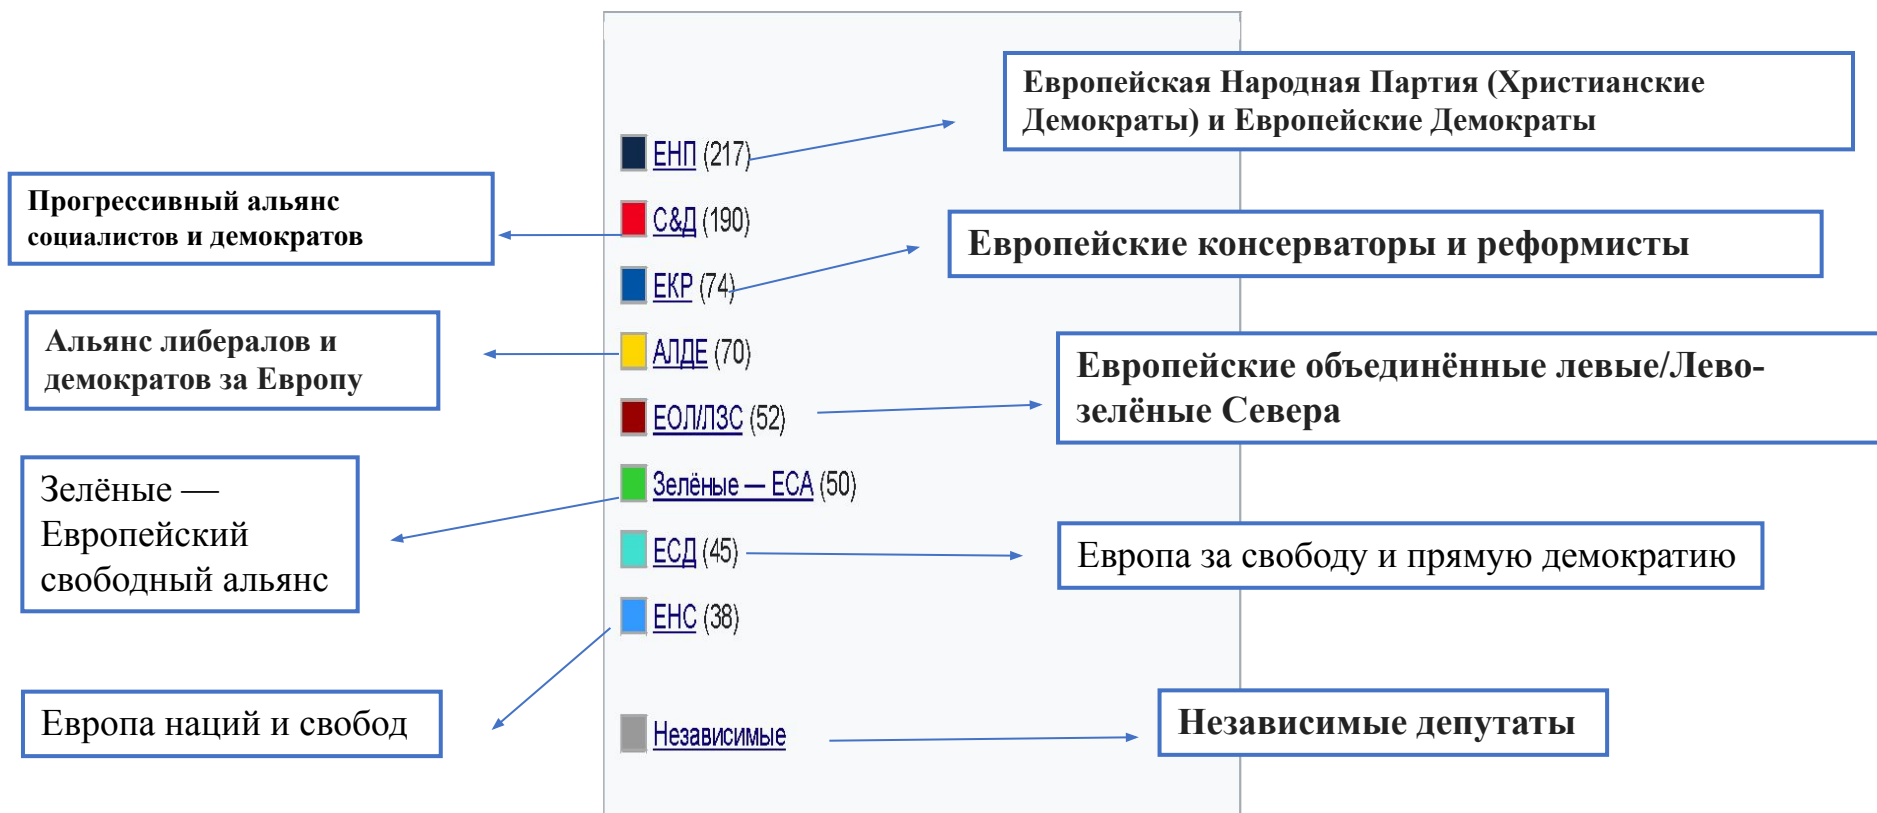 Европейская Народная Партия (Христианские
Демократы) и Европейские Демократы
ЕНП (217)
Прогрессивный альянс
социалистов и демократов
С&Д (190)
Европейские консерваторы и реформисты
ЕКР (74)
Альянс либералов и
демократов за Европу
АЛДЕ (70)
Европейские объединённые левые/Лево-
зелёные Севера
ЕОЛ/ЛЗС (52)
Зелёные —
Европейский
свободный альянс
Зелёные — ЕСА (50)
ЕСД (45)
Европа за свободу и прямую демократию
ЕНС (38)
Европа наций и свобод
Независимые
Независимые депутаты